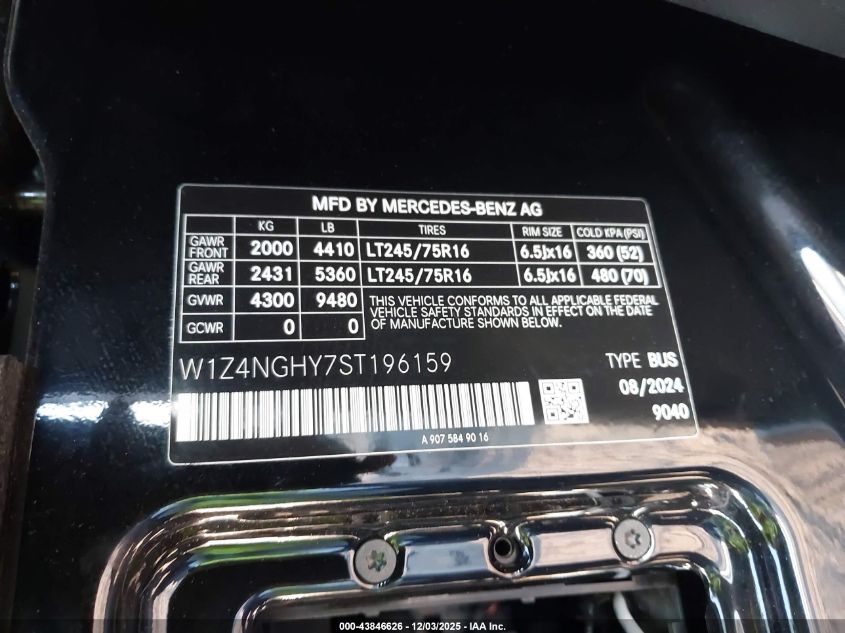 MFD BY MERCEDES-BENZ AG
KG LB TIRES RIM SIZE COLD KPA (PSI)
GAWR FRONT 2000 4410 LT245/75R16 6.5Jx16 360 (52)
GAWR REAR 2431 5360 LT245/75R16 6.5Jx16 480 (70)
GVWR 4300 9480 THIS VEHICLE CONFORMS TO ALL APPLICABLE FEDERAL
VEHICLE SAFETY STANDARDS IN EFFECT ON THE DATE
OF MANUFACTURE SHOWN BELOW.
GCWR 0 0
W1Z4NGHY7ST196159 TYPE BUS
08/2024
9040
A 907 584 90 16
000-43846626 - 12/03/2025 - IAA Inc.